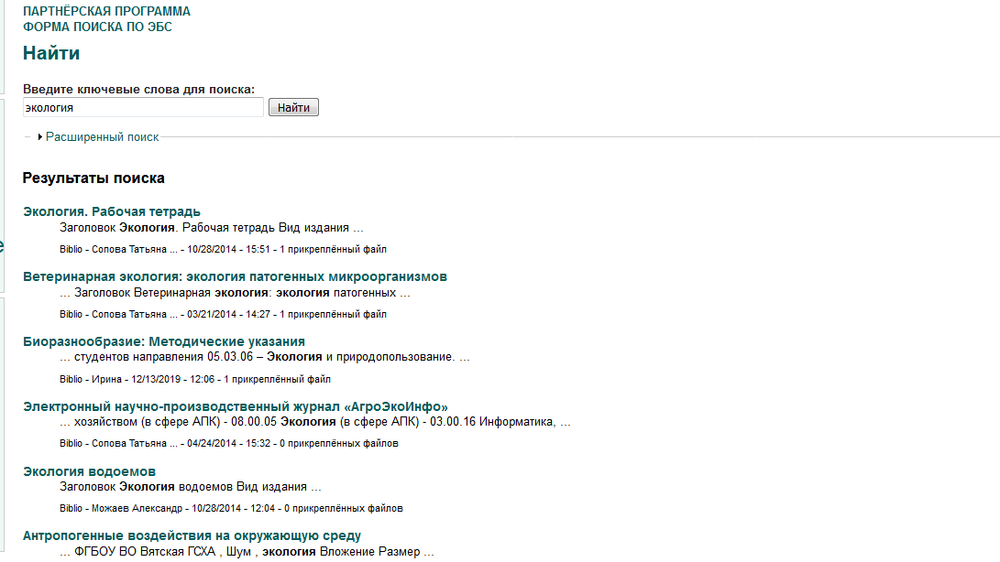 ПАРТНЁРСКАЯ ПРОГРАММА
ФОРМА ПОИСКА ПО ЭБС
Найти
Введите ключевые слова для поиска:
экология Найти
Расширенный поиск
Результаты поиска
Экология. Рабочая тетрадь
Заголовок Экология. Рабочая тетрадь Вид издания ...
Biblio - Сопова Татьяна ... - 10/28/2014 - 15:51 - 1 прикреплённый файл
Ветеринарная экология: экология патогенных микроорганизмов
... Заголовок Ветеринарная экология: экология патогенных ...
Biblio - Сопова Татьяна ... - 03/21/2014 - 14:27 - 1 прикреплённый файл
Биоразнообразие: Методические указания
... студентов направления 05.03.06 – Экология и природопользование. ...
Biblio - Ирина - 12/13/2019 - 12:06 - 1 прикреплённый файл
Электронный научно-производственный журнал «АгроЭкоИнфо»
... хозяйством (в сфере АПК) - 08.00.05 Экология (в сфере АПК) - 03.00.16 Информатика, ...
Biblio - Сопова Татьяна ... - 04/24/2014 - 15:32 - 0 прикреплённых файлов
Экология водоемов
Заголовок Экология водоемов Вид издания ...
Biblio - Можаев Александр - 10/28/2014 - 12:04 - 0 прикреплённых файлов
Антропогенные воздействия на окружающую среду
... ФГБОУ ВО Вятская ГСХА , Шум , экология Вложение Размер ...